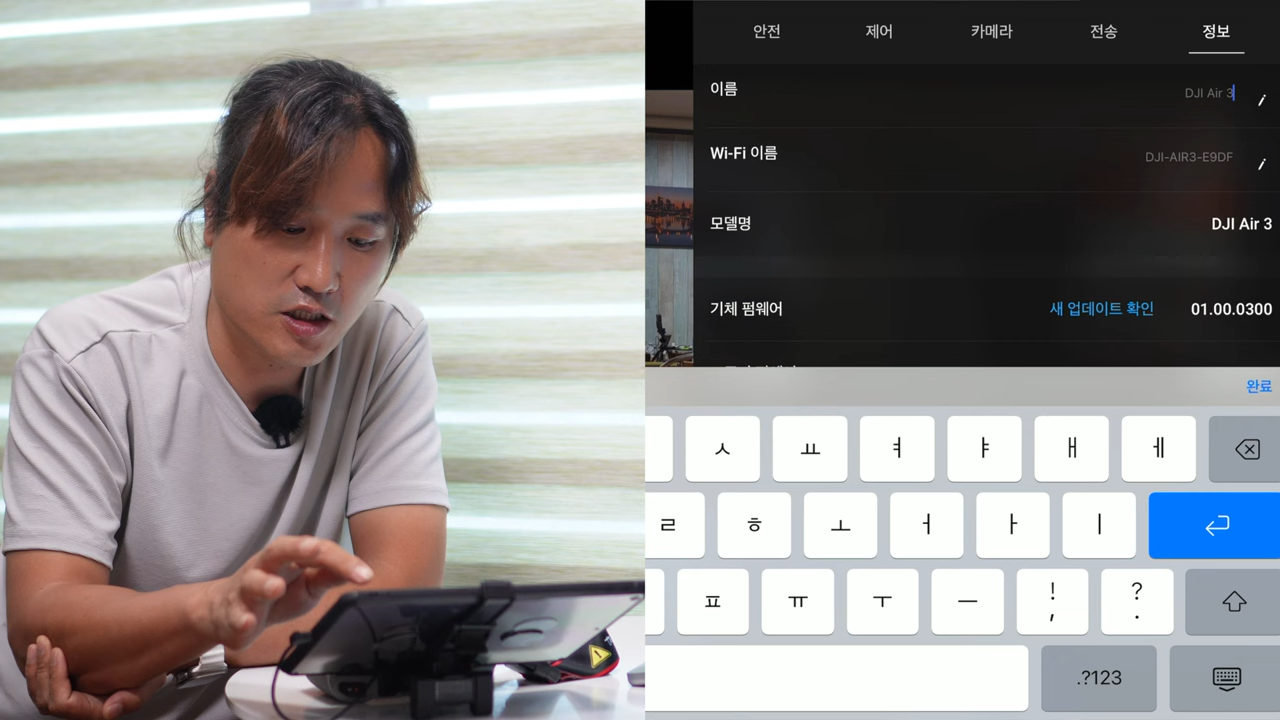 안전 제어 카메라 전송 정보
이름 DJI Air 3
Wi-Fi 이름 DJI-AIR3-E9DF
모델명 DJI Air 3
기체 펌웨어 새 업데이트 확인 01.00.0300
완료
ㅅ ㅛ ㅕ ㅑ ㅐ ㅔ
ㄹ ㅎ ㅗ ㅓ ㅏ ㅣ
ㅍ ㅠ ㅜ ㅡ ! , ? .
.?123